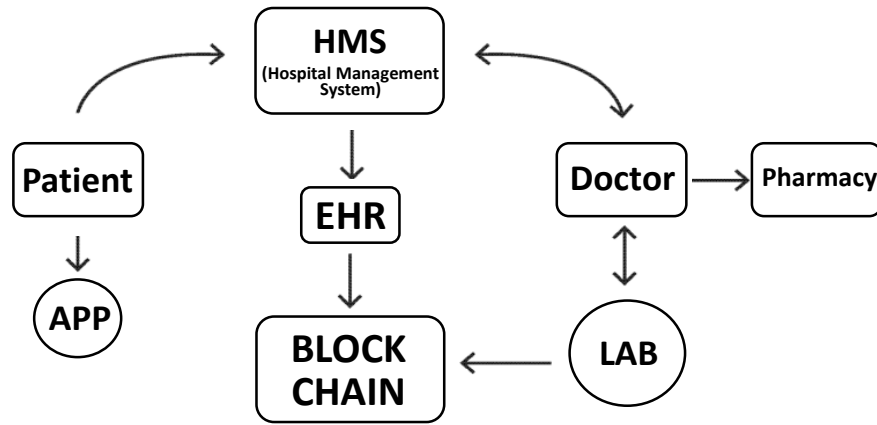 HMS
(Hospital Management
System)
Patient
Doctor
Pharmacy
EHR
APP
BLOCK
CHAIN
LAB